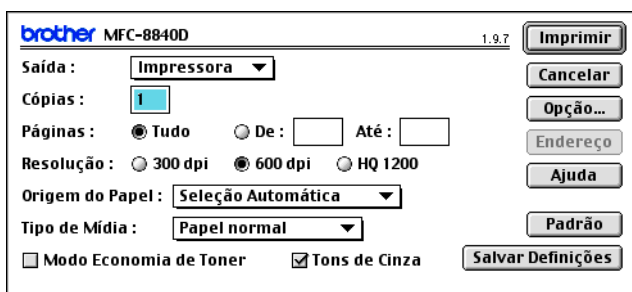 brother MFC-8840D 1.9.7 Imprimir
Saída : Impressora Cancelar
Cópias : 1 Opção...
Páginas : Tudo De : Até : Endereço
Resolução : 300 dpi 600 dpi HQ 1200 Ajuda
Origem do Papel : Seleção Automática
Tipo de Mídia : Papel normal Padrão
Modo Economia de Toner Tons de Cinza Salvar Definições